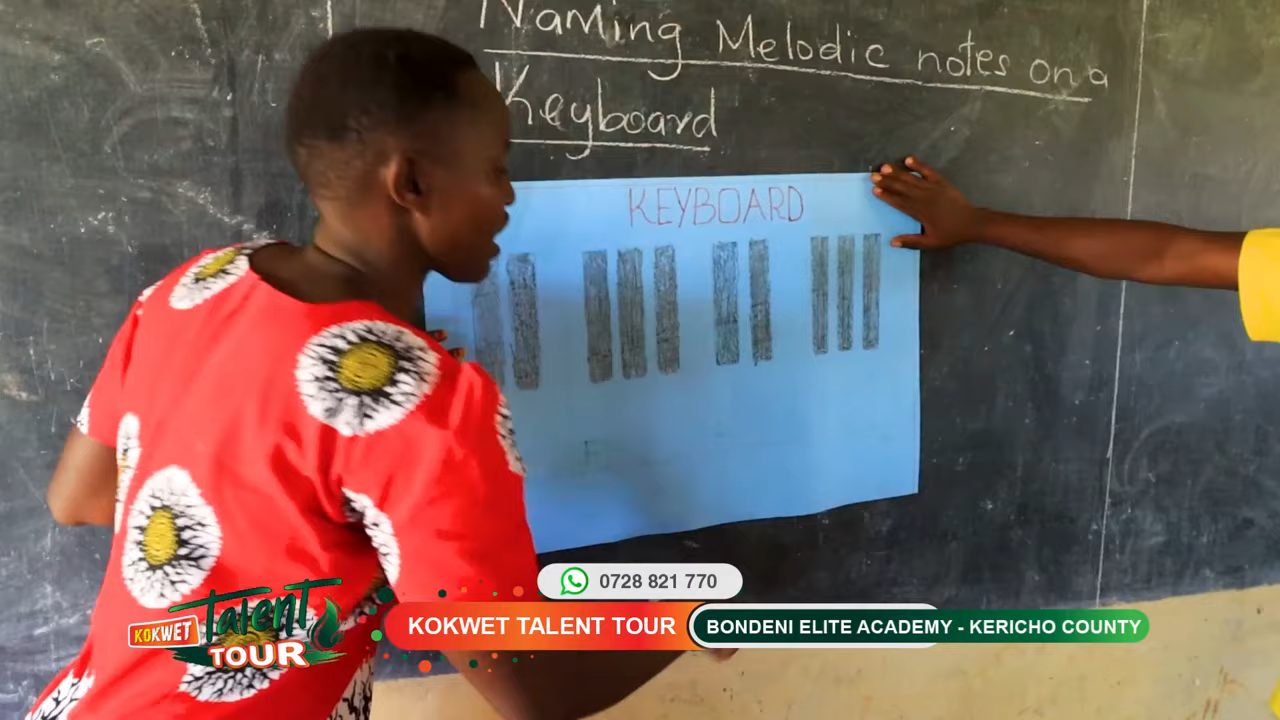 Naming Melodic notes on a
Keyboard
KEYBOARD
0728 821 770
KOKWET Talent TOUR
KOKWET TALENT TOUR
BONDENI ELITE ACADEMY - KERICHO COUNTY